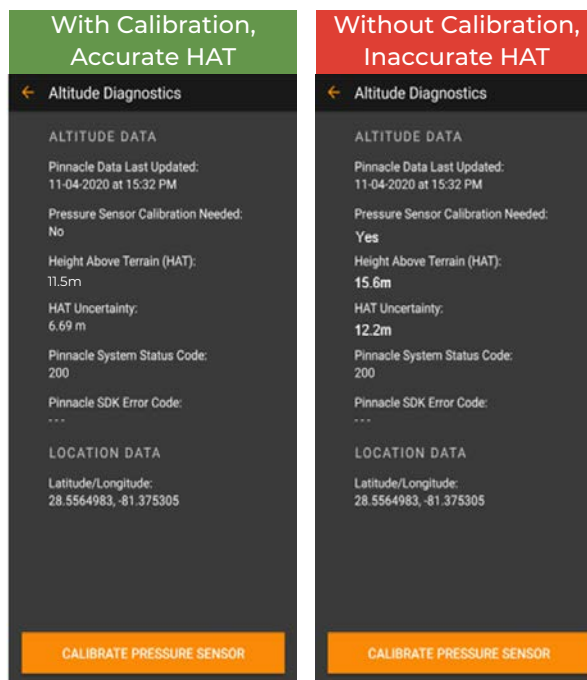 With Calibration,
Accurate HAT
Altitude Diagnostics
ALTITUDE DATA
Pinnacle Data Last Updated:
11-04-2020 at 15:32 PM
Pressure Sensor Calibration Needed:
No
Height Above Terrain (HAT):
11.5m
HAT Uncertainty:
6.69 m
Pinnacle System Status Code:
200
Pinnacle SDK Error Code:
---
LOCATION DATA
Latitude/Longitude:
28.5564983, -81.375305
CALIBRATE PRESSURE SENSOR
Without Calibration,
Inaccurate HAT
Altitude Diagnostics
ALTITUDE DATA
Pinnacle Data Last Updated:
11-04-2020 at 15:32 PM
Pressure Sensor Calibration Needed:
Yes
Height Above Terrain (HAT):
15.6m
HAT Uncertainty:
12.2m
Pinnacle System Status Code:
200
Pinnacle SDK Error Code:
---
LOCATION DATA
Latitude/Longitude:
28.5564983, -81.375305
CALIBRATE PRESSURE SENSOR